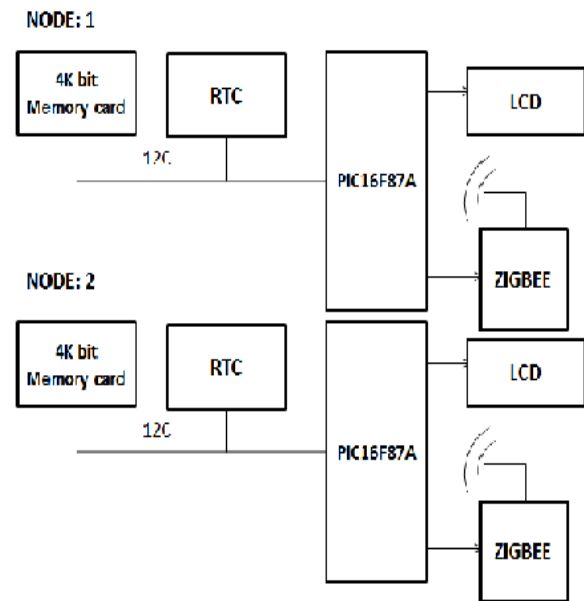 NODE: 1
4K bit
Memory card
RTC
LCD
12C
PIC16F87A
ZIGBEE
NODE: 2
4K bit
Memory card
RTC
LCD
12C
PIC16F87A
ZIGBEE